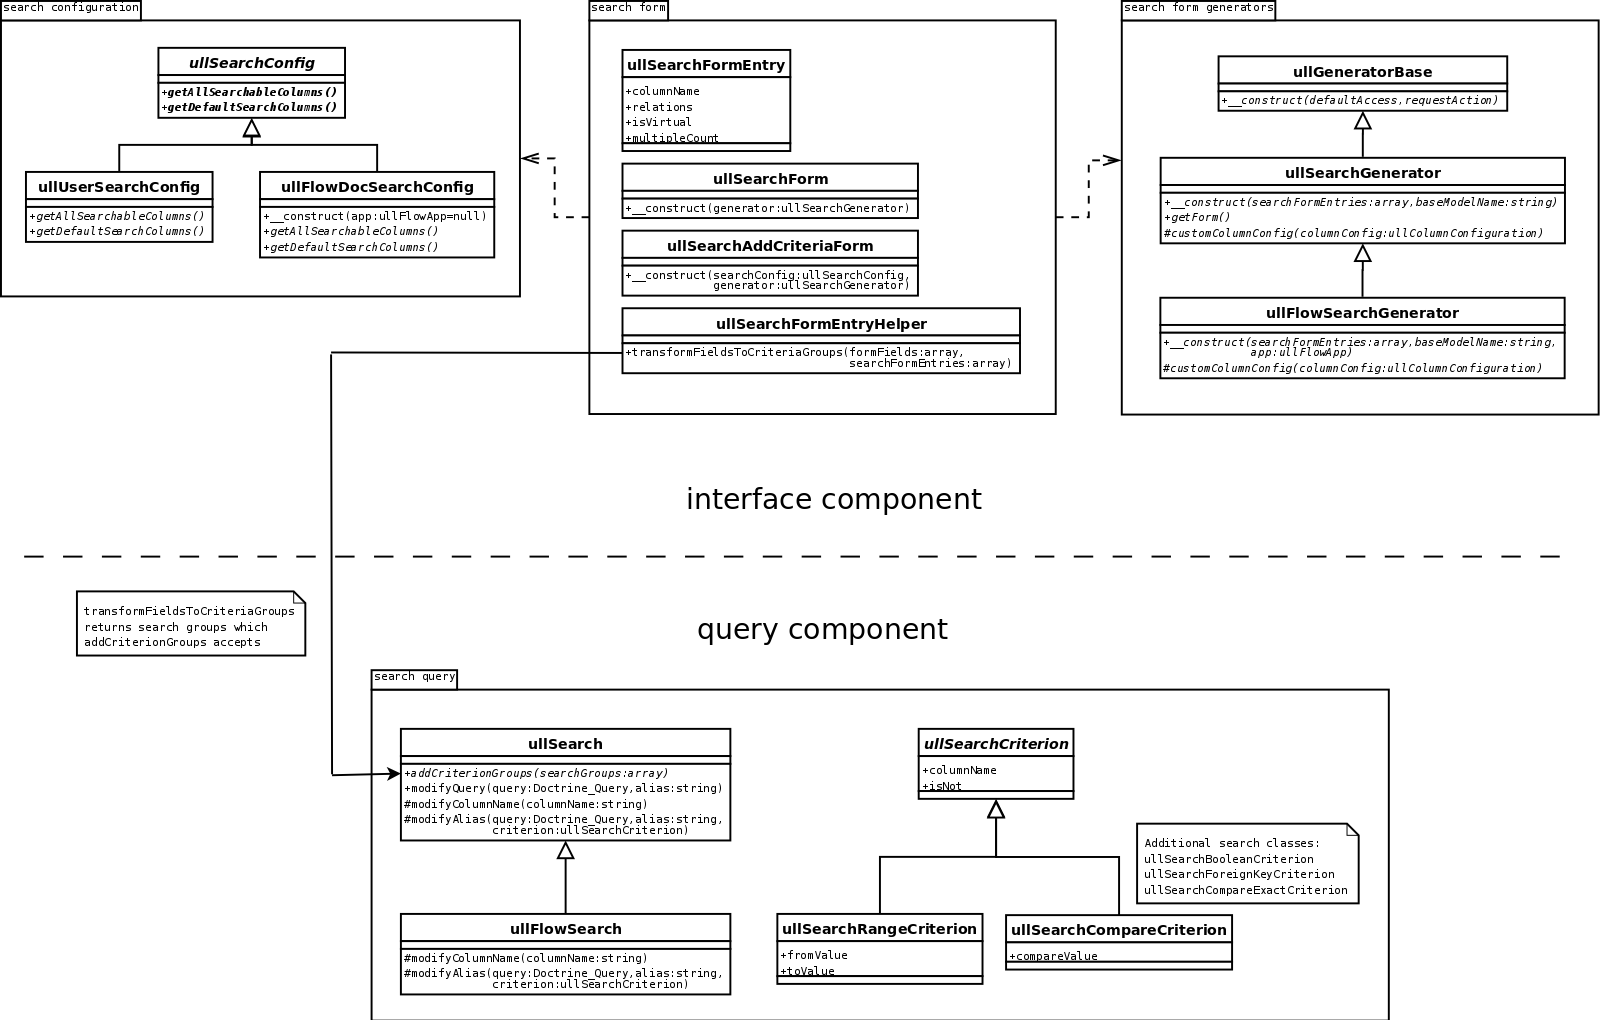 search configuration
ullSearchConfig
+getAllSearchableColumns()
+getDefaultSearchColumns()
ullUserSearchConfig
+getAllSearchableColumns()
+getDefaultSearchColumns()
ullFlowDocSearchConfig
+__construct(app:ullFlowApp=null)
+getAllSearchableColumns()
+getDefaultSearchColumns()
search form
ullSearchFormEntry
+columnName
+relations
+isVirtual
+multipleCount
ullSearchForm
+__construct(generator:ullSearchGenerator)
ullSearchAddCriteriaForm
+__construct(searchConfig:ullSearchConfig,
generator:ullSearchGenerator)
ullSearchFormEntryHelper
+transformFieldsToCriteriaGroups(formFields:array,
searchFormEntries:array)
search form generators
ullGeneratorBase
+__construct(defaultAccess,requestAction)
ullSearchGenerator
+__construct(searchFormEntries:array,baseModelName:string)
+getForm()
#customColumnConfig(columnConfig:ullColumnConfiguration)
ullFlowSearchGenerator
+__construct(searchFormEntries:array,baseModelName:string,
app:ullFlowApp)
#customColumnConfig(columnConfig:ullColumnConfiguration)
interface component
transformFieldsToCriteriaGroups
returns search groups which
addCriterionGroups accepts
query component
search query
ullSearch
+addCriterionGroups(searchGroups:array)
+modifyQuery(query:Doctrine_Query,alias:string)
#modifyColumnName(columnName:string)
#modifyAlias(query:Doctrine_Query,alias:string,
criterion:ullSearchCriterion)
ullFlowSearch
#modifyColumnName(columnName:string)
#modifyAlias(query:Doctrine_Query,alias:string,
criterion:ullSearchCriterion)
ullSearchCriterion
+columnName
+isNot
Additional search classes:
ullSearchBooleanCriterion
ullSearchForeignKeyCriterion
ullSearchCompareExactCriterion
ullSearchRangeCriterion
+fromValue
+toValue
ullSearchCompareCriterion
+compareValue